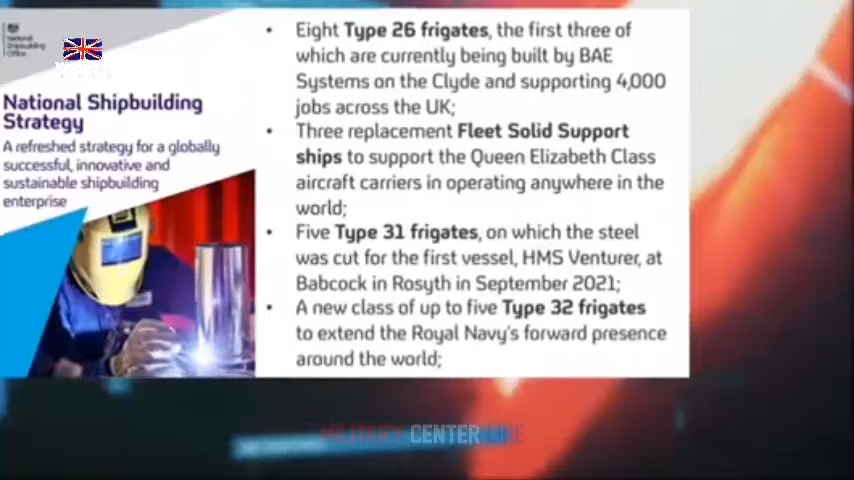 National
Shipbuilding
Office
National Shipbuilding
Strategy
A refreshed strategy for a globally
successful, innovative and
sustainable shipbuilding
enterprise
• Eight Type 26 frigates, the first three of
which are currently being built by BAE
Systems on the Clyde and supporting 4,000
jobs across the UK;
• Three replacement Fleet Solid Support
ships to support the Queen Elizabeth Class
aircraft carriers in operating anywhere in the
world;
• Five Type 31 frigates, on which the steel
was cut for the first vessel, HMS Venturer, at
Babcock in Rosyth in September 2021;
• A new class of up to five Type 32 frigates
to extend the Royal Navy's forward presence
around the world;
MILITARY CENTER LINE